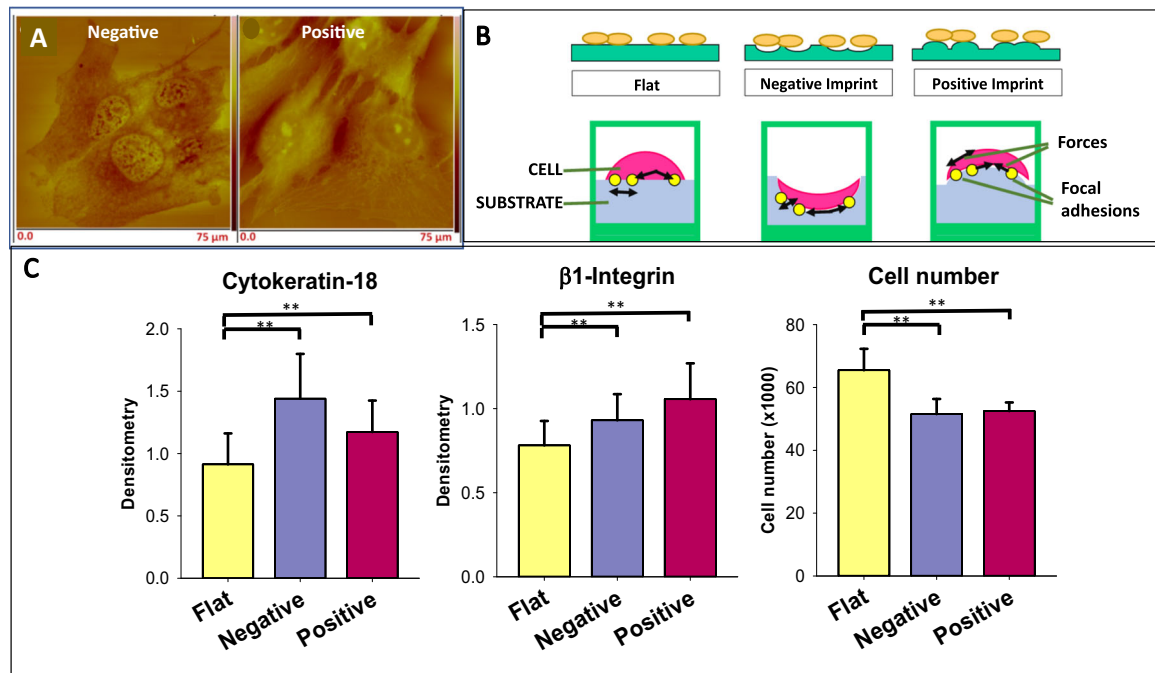 A
Negative
Positive
0.0
75 µm
0.0
75 µm
B
Flat
Negative Imprint
Positive Imprint
CELL
SUBSTRATE
Forces
Focal
adhesions
C
Cytokeratin-18
**
**
Densitometry
2.0
1.5
1.0
0.5
0.0
Flat
Negative
Positive
β1-Integrin
**
**
Densitometry
1.5
1.0
0.5
0.0
Flat
Negative
Positive
Cell number
**
**
Cell number (x1000)
80
60
40
20
0
Flat
Negative
Positive